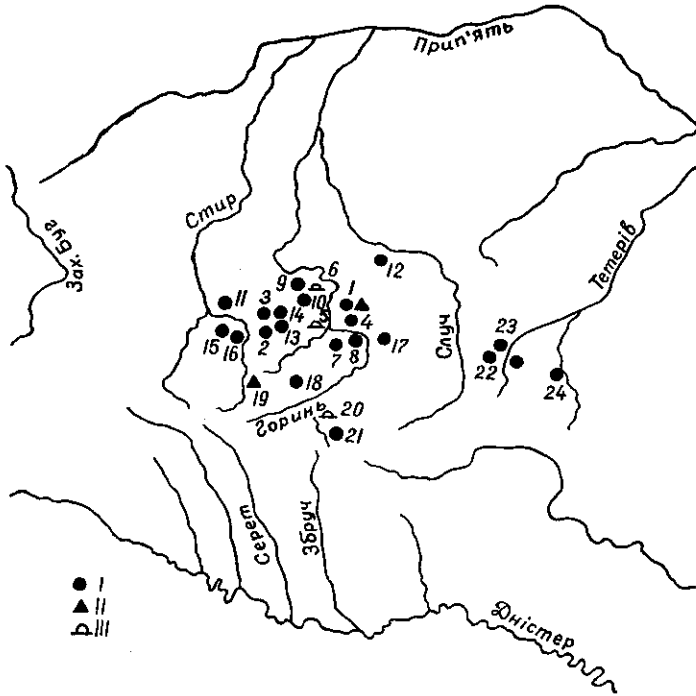 Прип'ять
Зах. Буг
Стир
Тетерів
6
12
9
10
1
11
3
14
5
4
Случ
15
16
2
13
7
8
17
23
22
19
18
24
Горинь
20
21
Серет
Збруч
Дністер
I
II
III